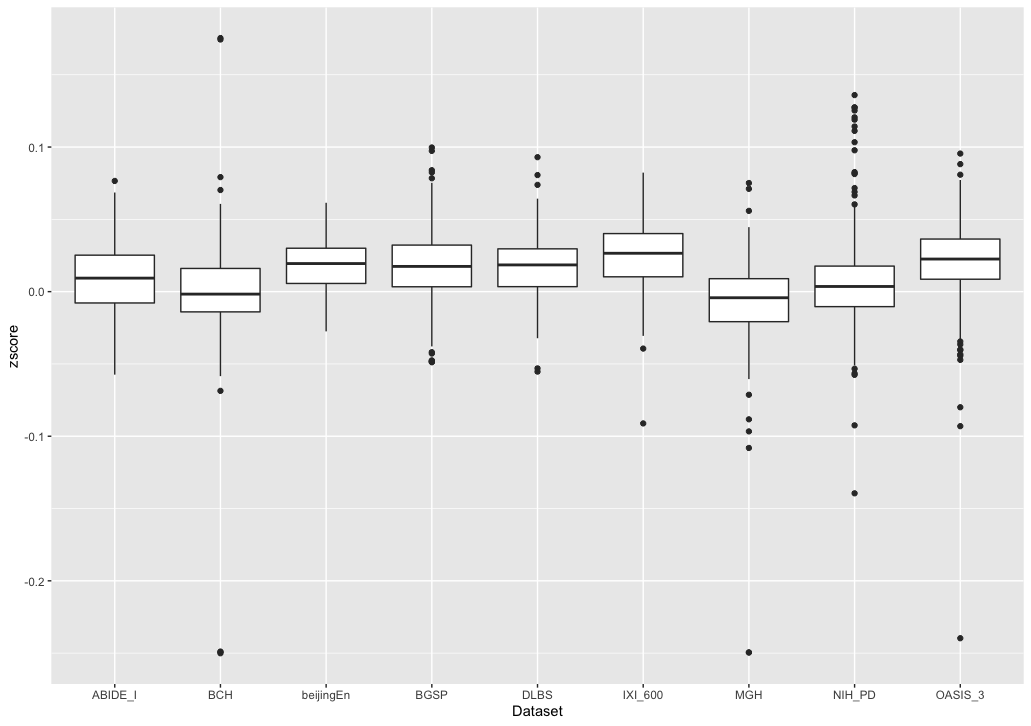 zscore
0.1
0.0
-0.1
-0.2
ABIDE_I BCH beijingEn BGSP DLBS IXI_600 MGH NIH_PD OASIS_3
Dataset